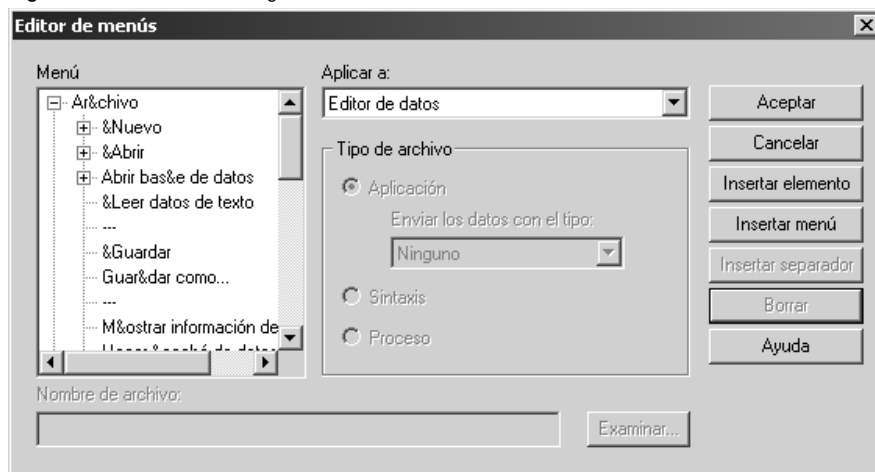 Editor de menús
Menú
Ar&chivo
&Nuevo
&Abrir
Abrir bas&e de datos
&Leer datos de texto
---
&Guardar
Guar&dar como...
---
M&ostrar información de
Aplicar a:
Editor de datos
Tipo de archivo
Aplicación
Enviar los datos con el tipo:
Ninguno
Sintaxis
Proceso
Aceptar
Cancelar
Insertar elemento
Insertar menú
Insertar separador
Borrar
Ayuda
Nombre de archivo:
Examinar...